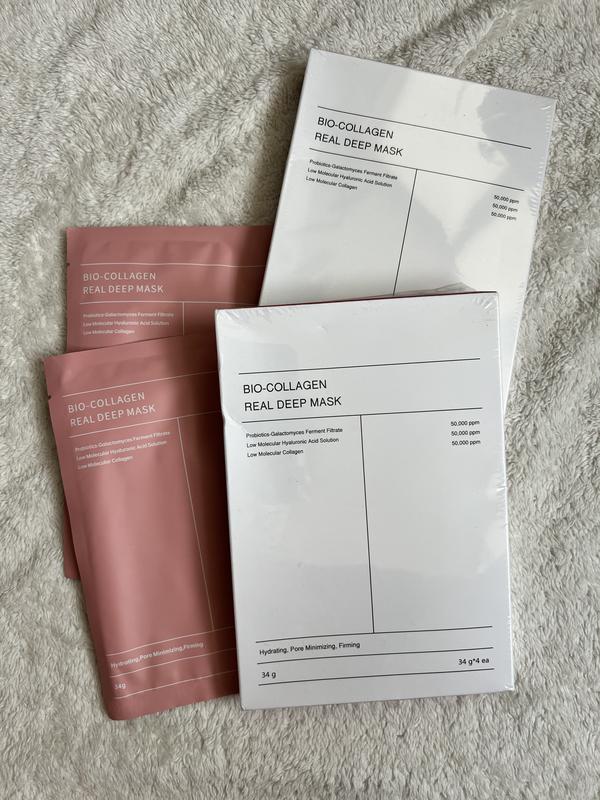 BIO-COLLAGEN
REAL DEEP MASK
Probiotics-Galactomyces Ferment Filtrate
Low Molecular Hyaluronic Acid Solution
Low Molecular Collagen
50,000 ppm
50,000 ppm
50,000 ppm
BIO-COLLAGEN
REAL DEEP MASK
Probiotics-Galactomyces Ferment Filtrate
Low Molecular Hyaluronic Acid Solution
Low Molecular Collagen
BIO-COLLAGEN
REAL DEEP MASK
Probiotics-Galactomyces Ferment Filtrate
Low Molecular Hyaluronic Acid Solution
Low Molecular Collagen
Hydrating,Pore Minimizing,Firming
34g
BIO-COLLAGEN
REAL DEEP MASK
Probiotics-Galactomyces Ferment Filtrate
Low Molecular Hyaluronic Acid Solution
Low Molecular Collagen
50,000 ppm
50,000 ppm
50,000 ppm
Hydrating, Pore Minimizing, Firming
34 g
34 g*4 ea